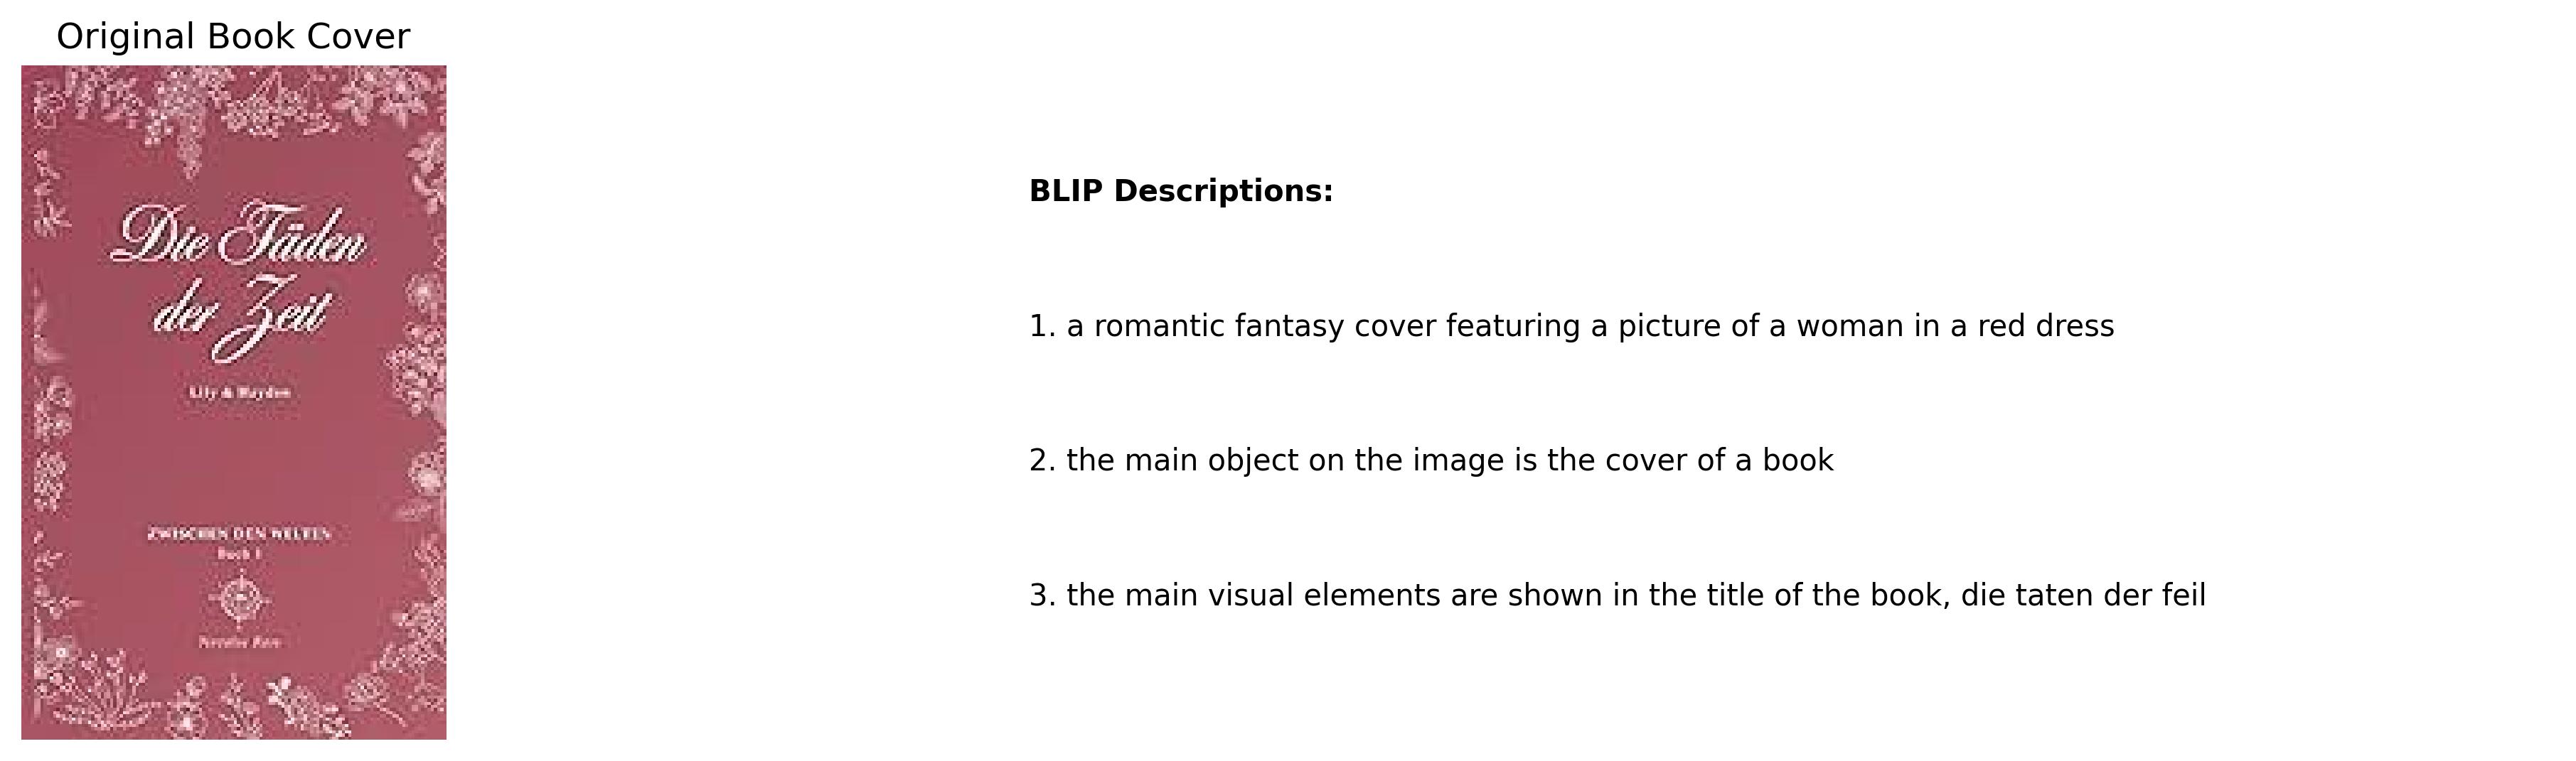 Original Book Cover
Die Fäden
der Zeit
Lily & Hayden
ZWISCHEN DEN WELTEN
Buch 1
BLIP Descriptions:
1. a romantic fantasy cover featuring a picture of a woman in a red dress
2. the main object on the image is the cover of a book
3. the main visual elements are shown in the title of the book, die taten der feil